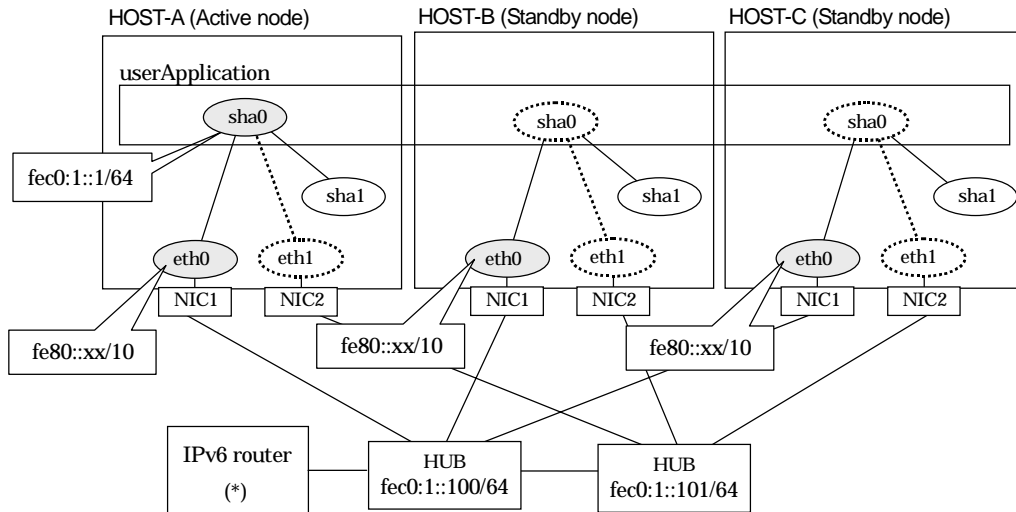 HOST-A (Active node)
HOST-B (Standby node)
HOST-C (Standby node)
userApplication
sha0
sha0
sha0
fec0:1::1/64
sha1
sha1
sha1
eth0
eth1
eth0
eth1
eth0
eth1
NIC1
NIC2
NIC1
NIC2
NIC1
NIC2
fe80::xx/10
fe80::xx/10
fe80::xx/10
IPv6 router
(*)
HUB
fec0:1::100/64
HUB
fec0:1::101/64